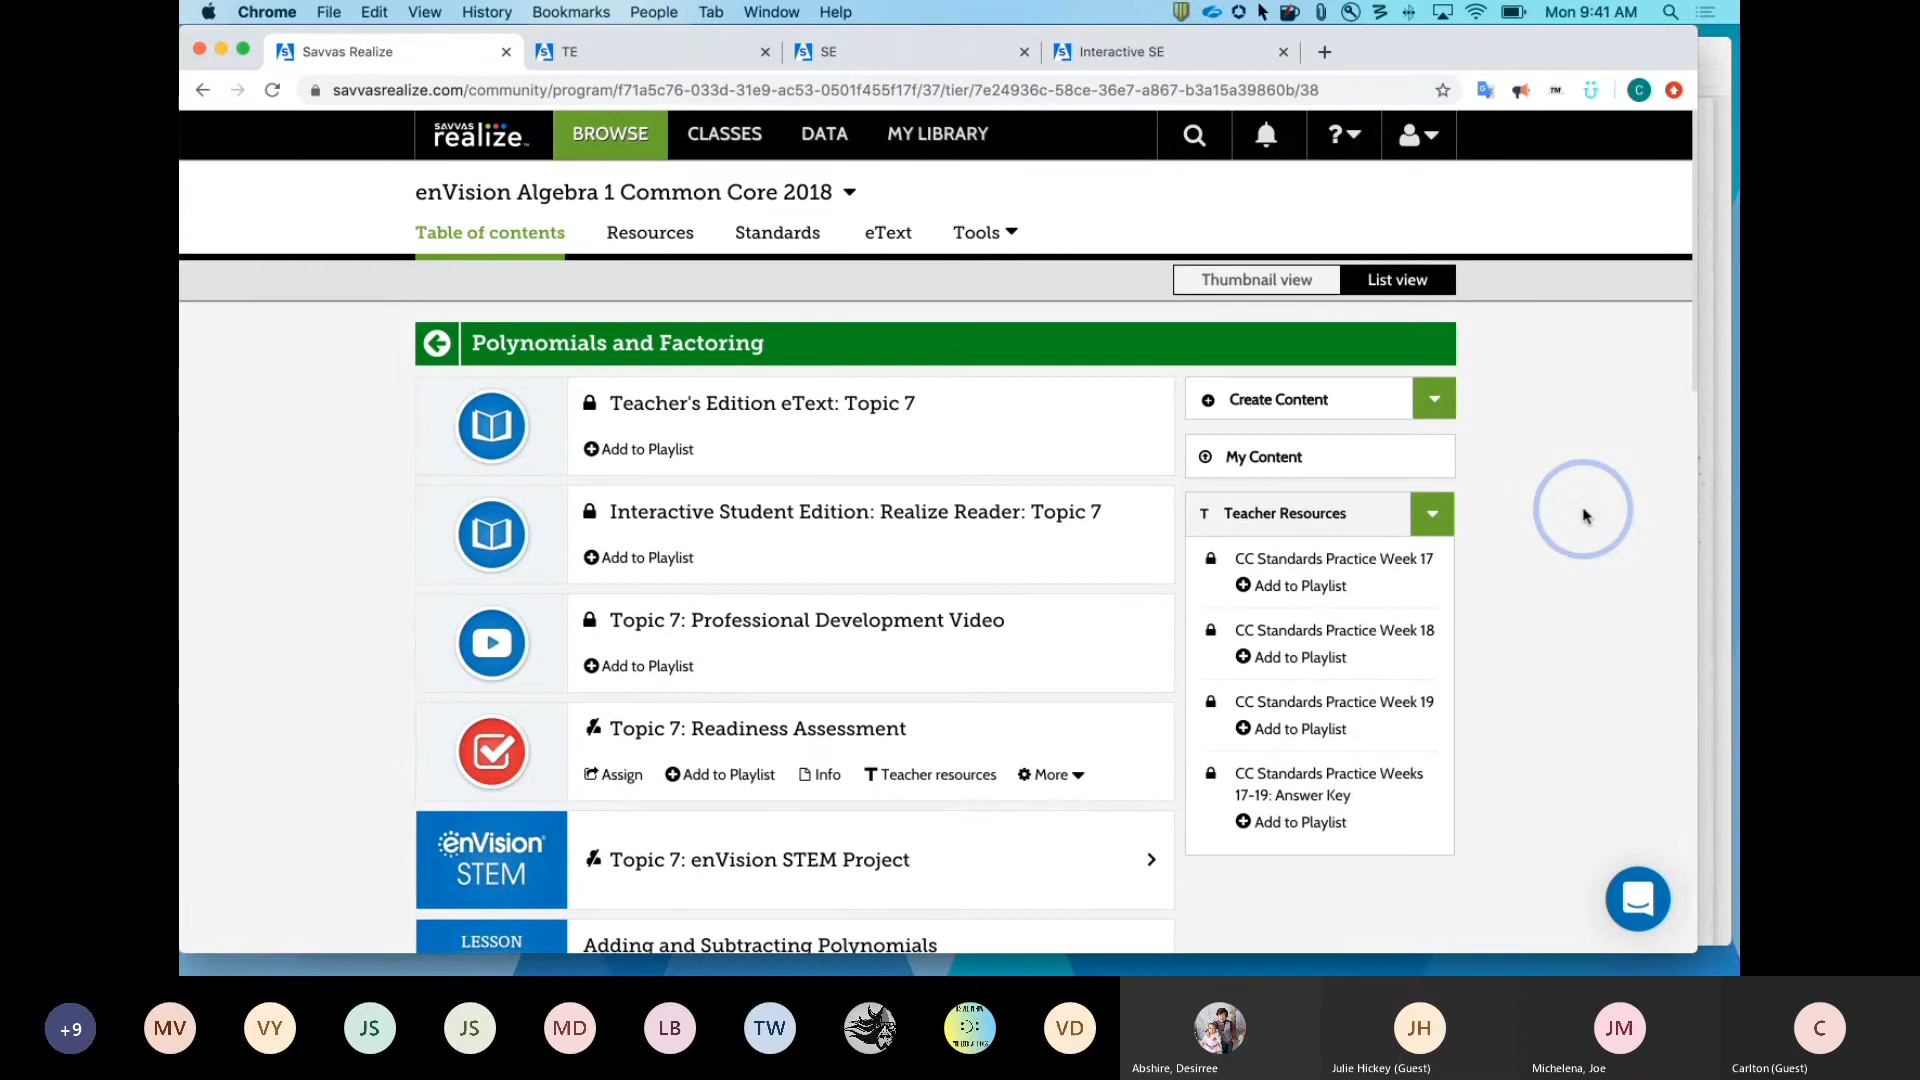 Chrome File Edit View History Bookmarks People Tab Window Help Mon 9:41 AM
Savvas Realize TE SE Interactive SE
savvasrealize.com/community/program/f71a5c76-033d-31e9-ac53-0501f455f17f/37/tier/7e24936c-58ce-36e7-a867-b3a15a39860b/38 TM C
SAVVAS
realize™ BROWSE CLASSES DATA MY LIBRARY ?
enVision Algebra 1 Common Core 2018
Table of contents Resources Standards eText Tools
Thumbnail view List view
Polynomials and Factoring
Teacher's Edition eText: Topic 7
Add to Playlist
Interactive Student Edition: Realize Reader: Topic 7
Add to Playlist
Topic 7: Professional Development Video
Add to Playlist
Topic 7: Readiness Assessment
Assign Add to Playlist Info T Teacher resources More
enVision
STEM
Topic 7: enVision STEM Project
LESSON
Adding and Subtracting Polynomials
Create Content
My Content
T Teacher Resources
CC Standards Practice Week 17
Add to Playlist
CC Standards Practice Week 18
Add to Playlist
CC Standards Practice Week 19
Add to Playlist
CC Standards Practice Weeks
17-19: Answer Key
Add to Playlist
+9 MV VY JS JS MD LB TW VD JH JM C
Abshire, Desirree Julie Hickey (Guest) Michelena, Joe Carlton (Guest)